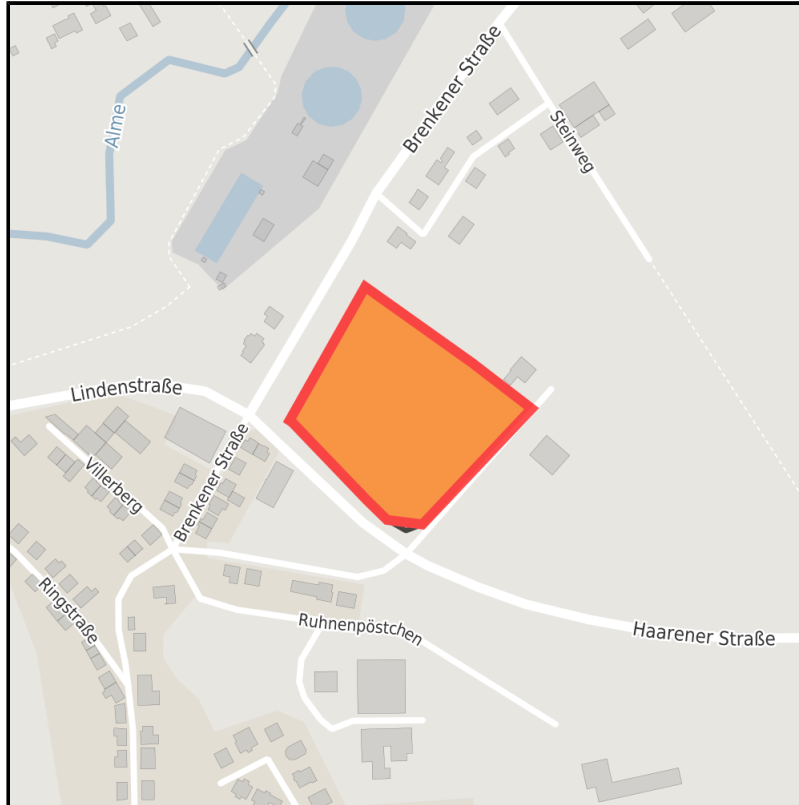 Brenkener Straße
Alme
Steinweg
Lindenstraße
Brenkener Straße
Villerberg
Ringstraße
Ruhnenpöstchen
Haarener Straße